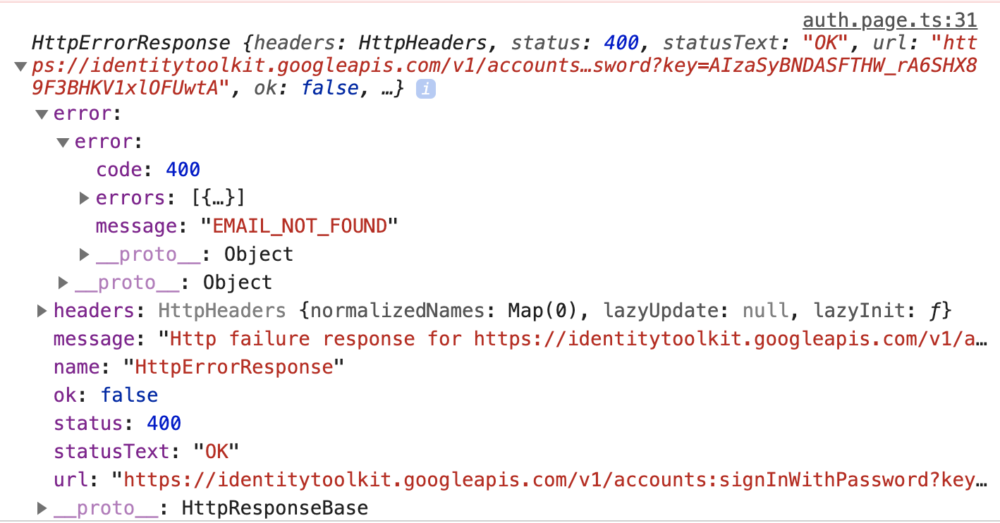 auth.page.ts:31
HttpErrorResponse {headers: HttpHeaders, status: 400, statusText: "OK", url: "htt
ps://identitytoolkit.googleapis.com/v1/accounts…sword?key=AIzaSyBNDASFTHW_rA6SHX8
9F3BHKV1xlOFUwtA", ok: false, …} i
error:
error:
code: 400
errors: [{…}]
message: "EMAIL_NOT_FOUND"
__proto__: Object
__proto__: Object
headers: HttpHeaders {normalizedNames: Map(0), lazyUpdate: null, lazyInit: ƒ}
message: "Http failure response for https://identitytoolkit.googleapis.com/v1/a…
name: "HttpErrorResponse"
ok: false
status: 400
statusText: "OK"
url: "https://identitytoolkit.googleapis.com/v1/accounts:signInWithPassword?key…
__proto__: HttpResponseBase